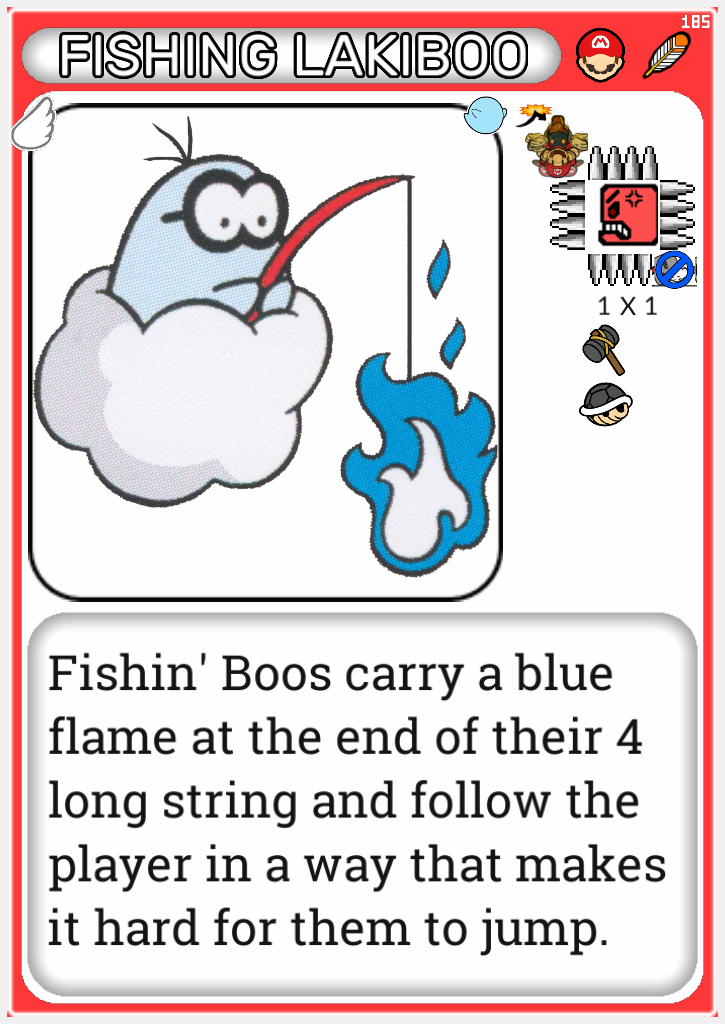 185
FISHING LAKIBOO
1 X 1
Fishin' Boos carry a blue
flame at the end of their 4
long string and follow the
player in a way that makes
it hard for them to jump.